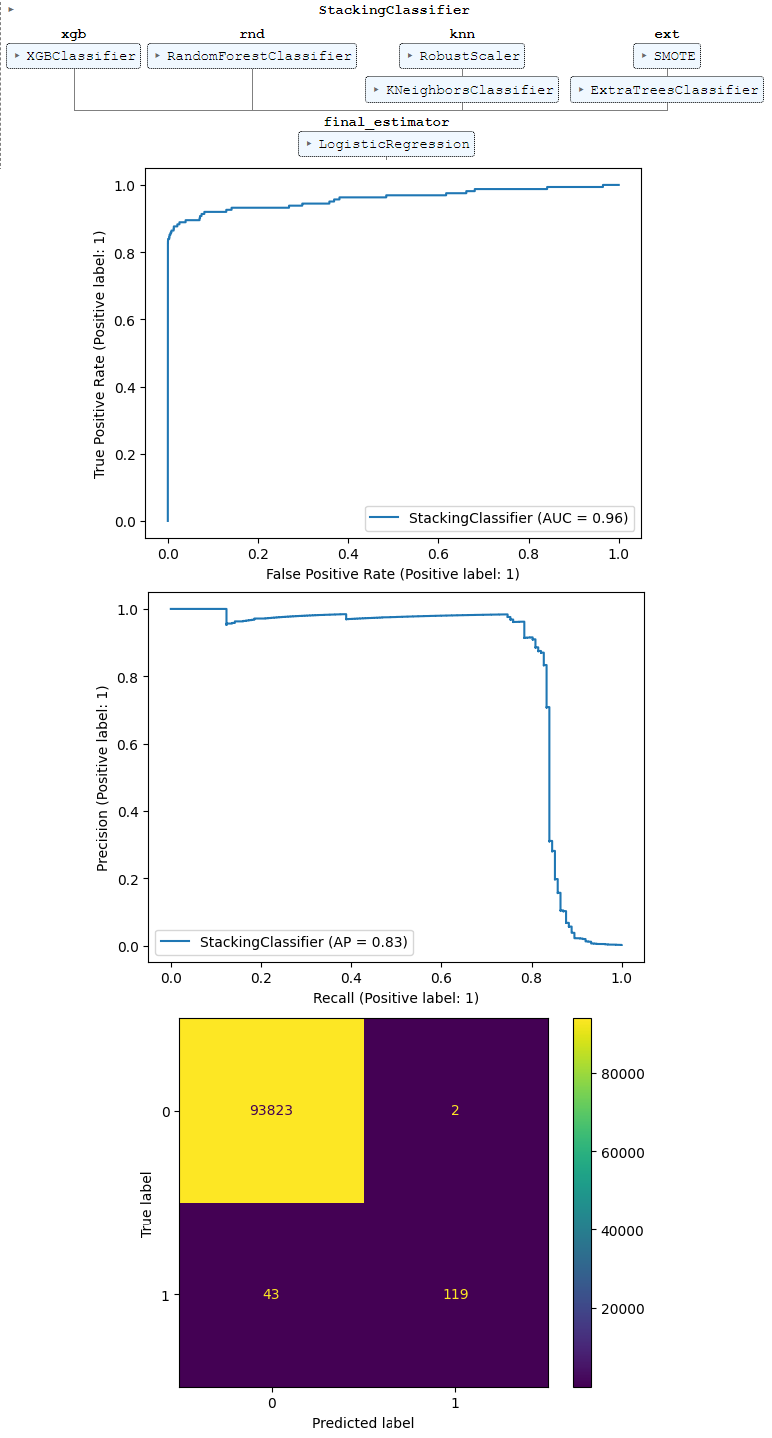 StackingClassifier
xgb rnd knn ext
XGBClassifier RandomForestClassifier RobustScaler SMOTE
KNeighborsClassifier ExtraTreesClassifier
final_estimator
LogisticRegression
1.0
0.8
0.6
0.4
0.2
0.0
True Positive Rate (Positive label: 1)
StackingClassifier (AUC = 0.96)
0.0 0.2 0.4 0.6 0.8 1.0
False Positive Rate (Positive label: 1)
1.0
0.8
0.6
0.4
0.2
0.0
Precision (Positive label: 1)
StackingClassifier (AP = 0.83)
0.0 0.2 0.4 0.6 0.8 1.0
Recall (Positive label: 1)
True label
0 93823 2
1 43 119
0 1
Predicted label
80000
60000
40000
20000